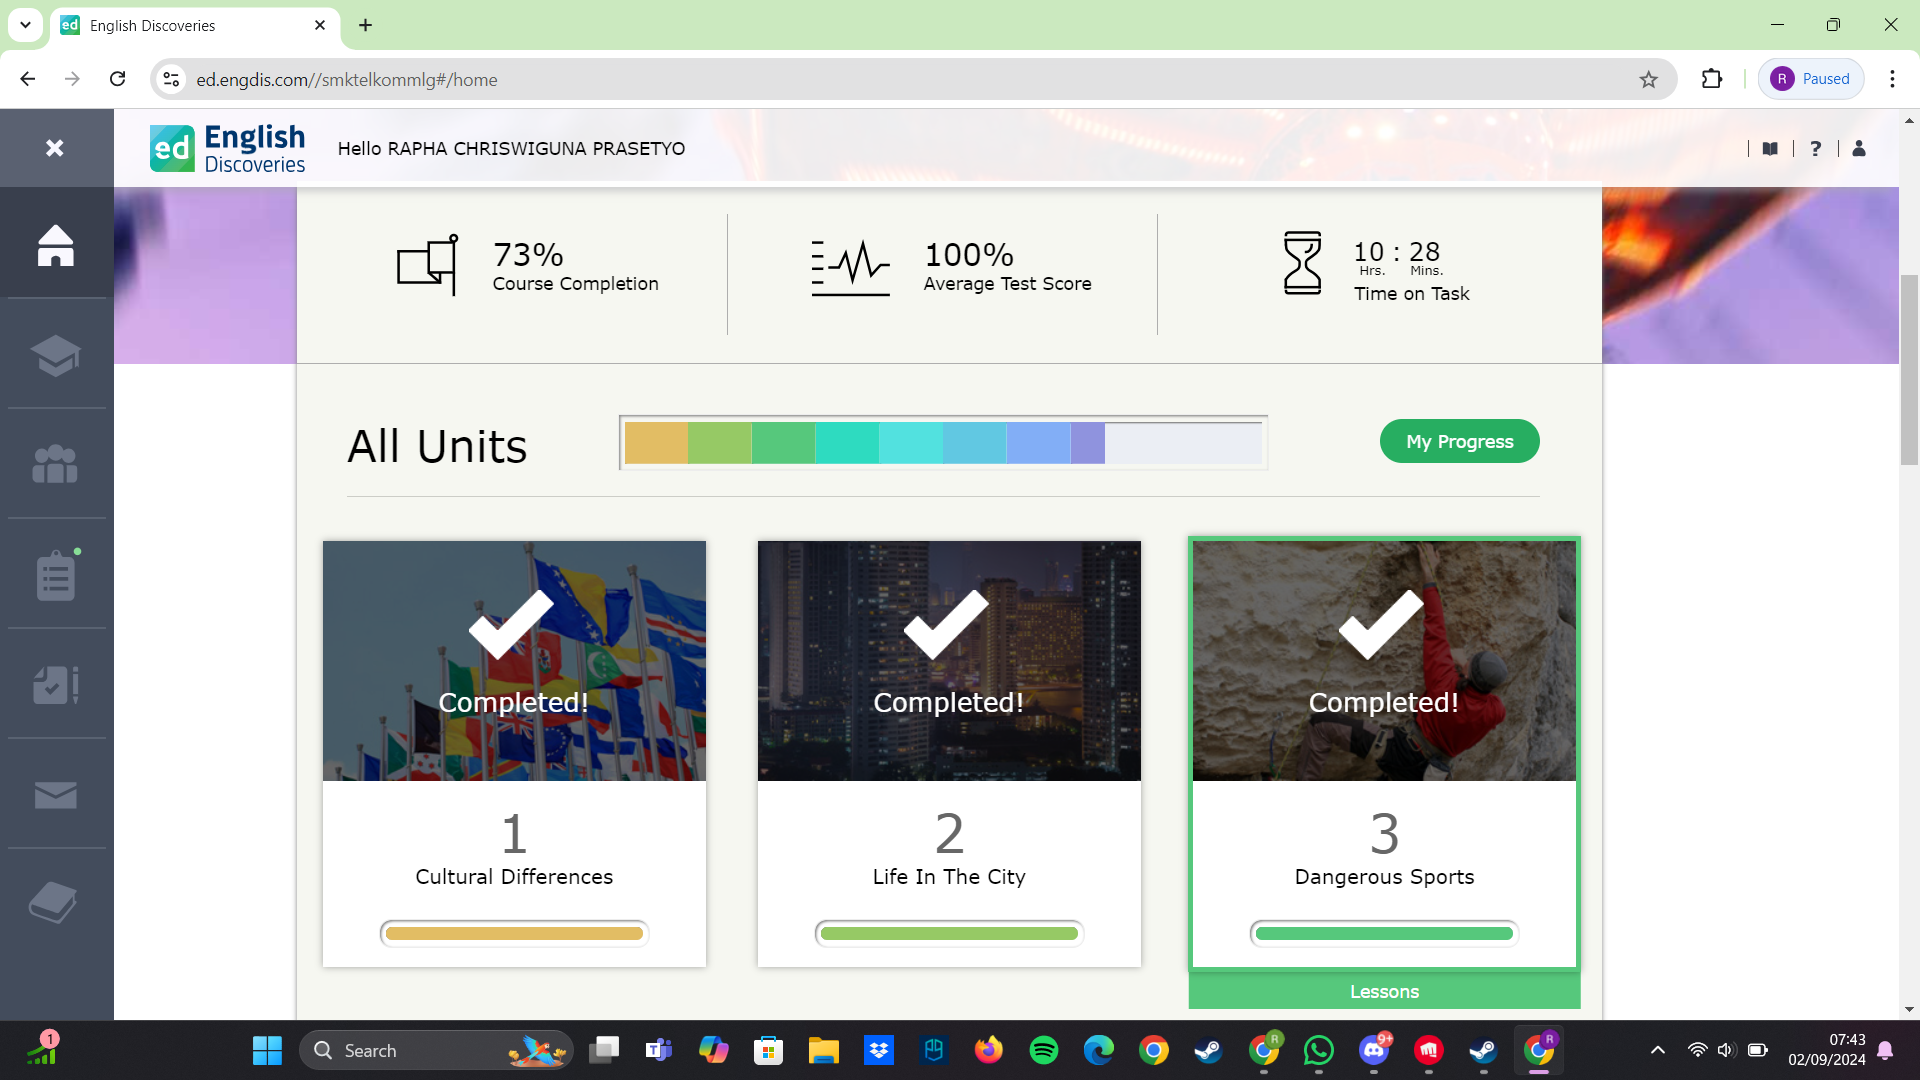 English Discoveries
ed.engdis.com//smktelkommlg#/home
R Paused
ed English Discoveries
Hello RAPHA CHRISWIGUNA PRASETYO
?
73%
Course Completion
100%
Average Test Score
10 : 28
Hrs. Mins.
Time on Task
All Units
My Progress
Completed!
Completed!
Completed!
1
Cultural Differences
2
Life In The City
3
Dangerous Sports
Lessons
1
Search
R
9+
R
07:43
02/09/2024